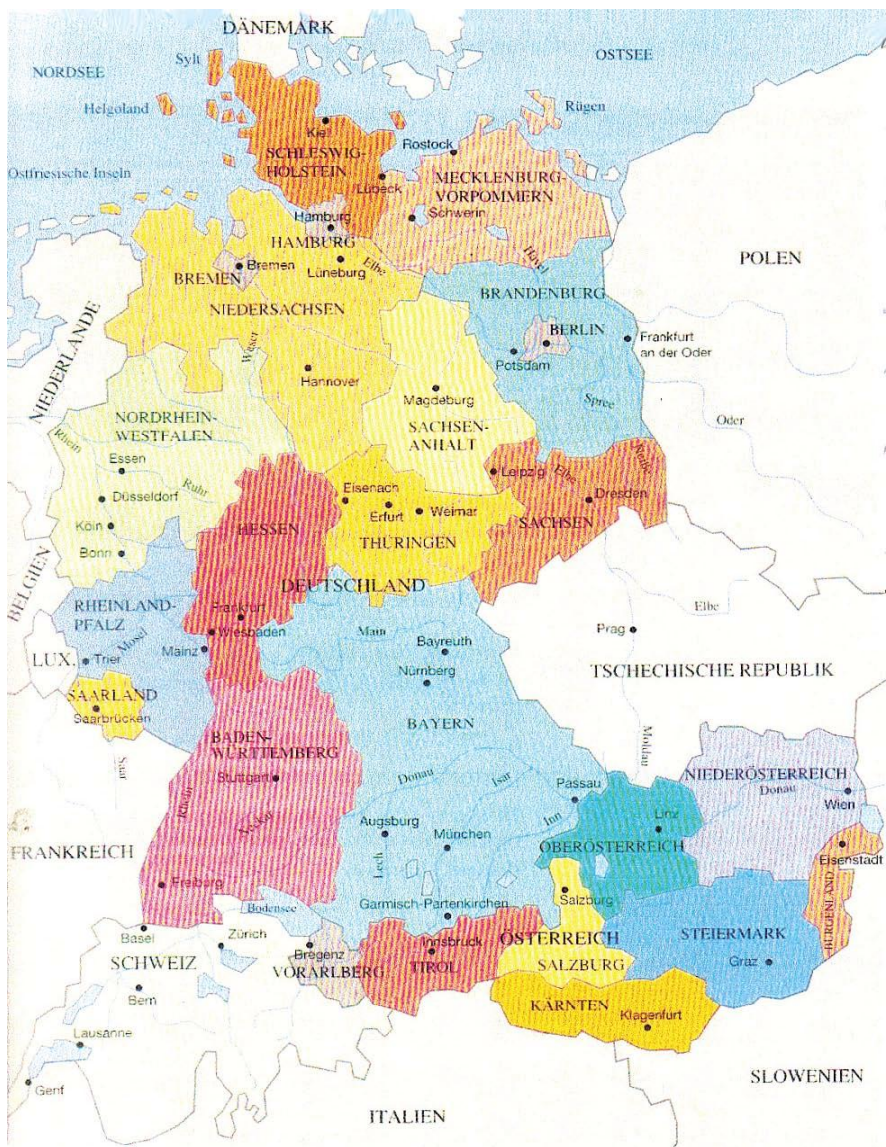 DÄNEMARK
NORDSEE
Sylt
OSTSEE
Helgoland
Rügen
Kiel
Rostock
SCHLESWIG-
HOLSTEIN
MECKLENBURG-
VORPOMMERN
Ostfriesische Inseln
Lübeck
Schwerin
Hamburg
HAMBURG
Elbe
Havel
POLEN
BREMEN
Bremen
Lüneburg
NIEDERSACHSEN
BRANDENBURG
BERLIN
Frankfurt
an der Oder
Potsdam
NIEDERLANDE
Weser
Hannover
Magdeburg
Spree
Oder
NORDRHEIN-
WESTFALEN
SACHSEN-
ANHALT
Rhein
Essen
Ruhr
Düsseldorf
Leipzig
Elbe
Neiße
Dresden
Eisenach
Erfurt
Weimar
Köln
HESSEN
THÜRINGEN
SACHSEN
Bonn
BELGIEN
DEUTSCHLAND
RHEINLAND-
PFALZ
Frankfurt
Wiesbaden
Mosel
Main
Bayreuth
Prag
Elbe
LUX.
Trier
Mainz
Nürnberg
TSCHECHISCHE REPUBLIK
SAARLAND
Saarbrücken
BADEN-
WÜRTTEMBERG
BAYERN
Moldau
Saar
Stuttgart
Donau
Isar
Passau
NIEDERÖSTERREICH
Donau
Wien
Rhein
Neckar
Augsburg
München
Inn
Linz
OBERÖSTERREICH
Eisenstadt
FRANKREICH
Lech
Freiburg
Salzburg
Bodensee
Garmisch-Partenkirchen
BURGENLAND
Basel
Zürich
Bregenz
Innsbruck
ÖSTERREICH
STEIERMARK
SCHWEIZ
VORARLBERG
TIROL
SALZBURG
Graz
Bern
KÄRNTEN
Klagenfurt
Lausanne
Genf
SLOWENIEN
ITALIEN